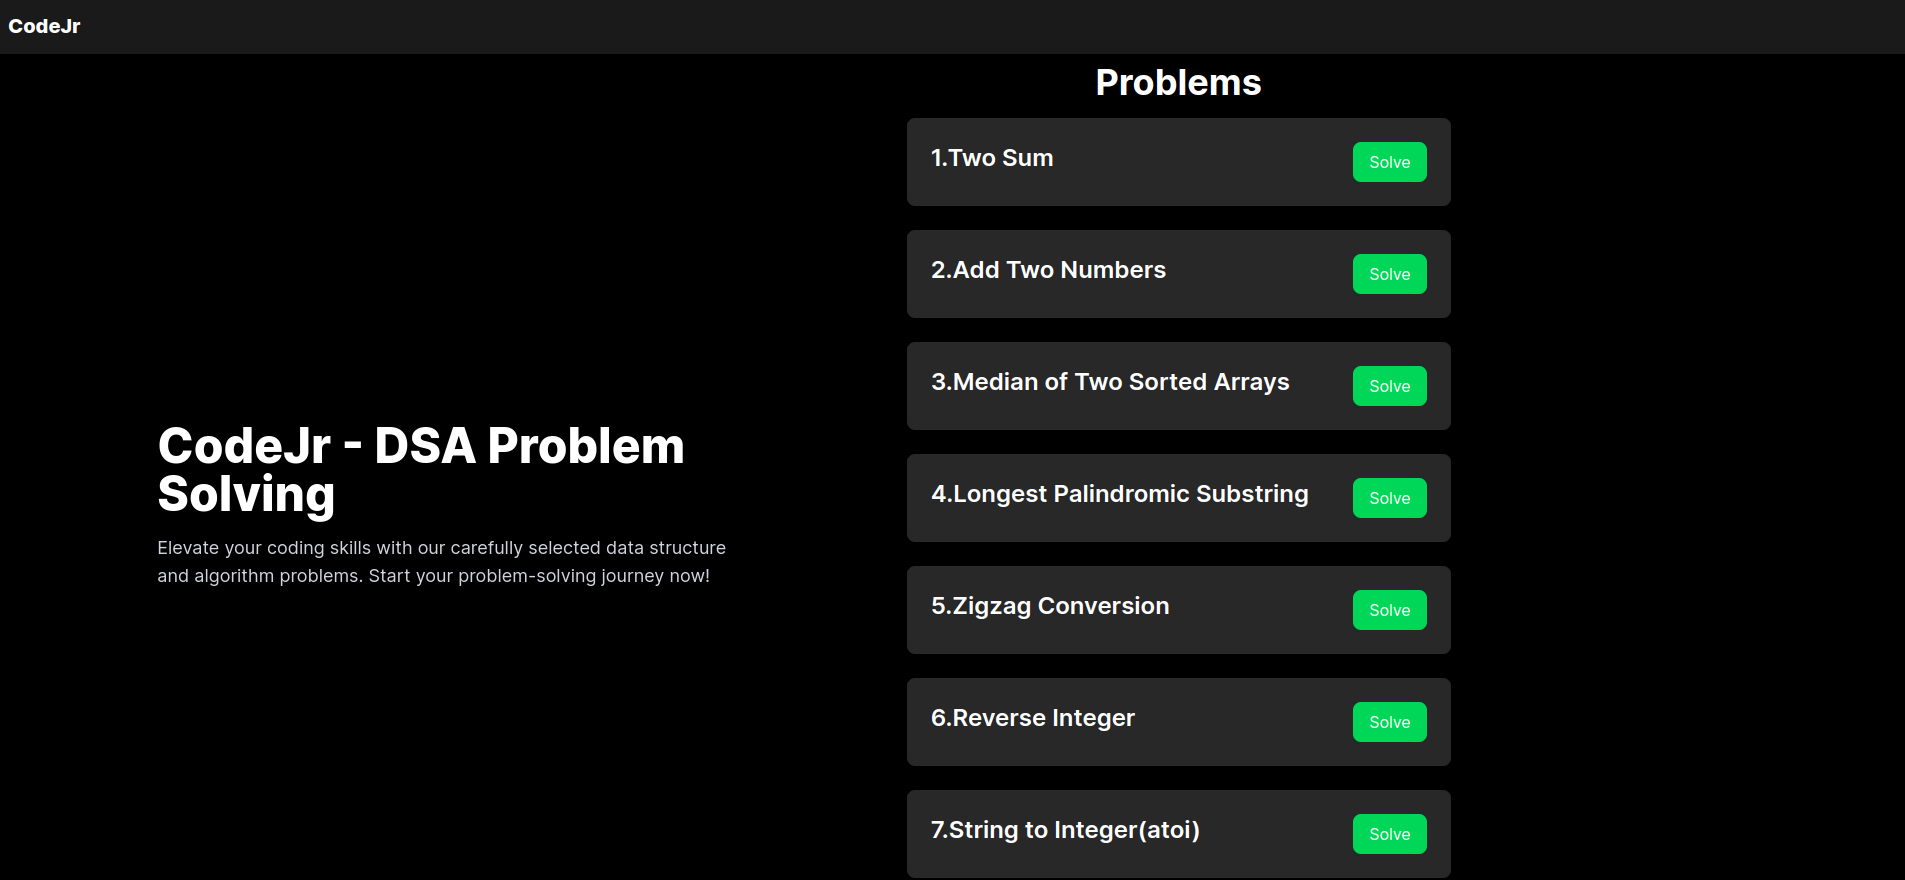 CodeJr
CodeJr - DSA Problem
Solving
Elevate your coding skills with our carefully selected data structure
and algorithm problems. Start your problem-solving journey now!
Problems
1.Two Sum
Solve
2.Add Two Numbers
Solve
3.Median of Two Sorted Arrays
Solve
4.Longest Palindromic Substring
Solve
5.Zigzag Conversion
Solve
6.Reverse Integer
Solve
7.String to Integer(atoi)
Solve